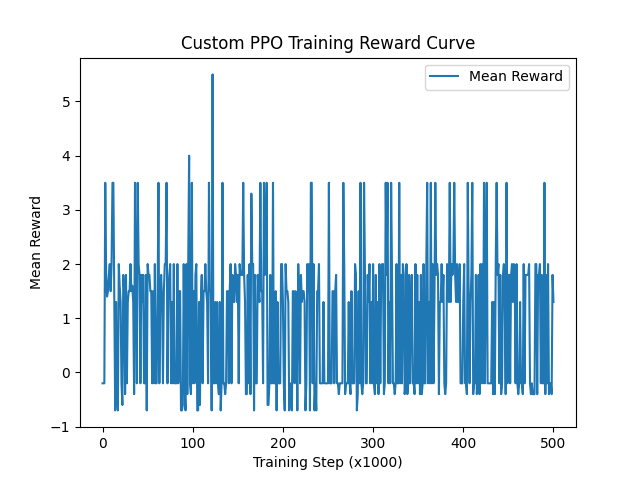 Custom PPO Training Reward Curve
Mean Reward
5
4
3
2
1
0
−1
Mean Reward
0 100 200 300 400 500
Training Step (x1000)